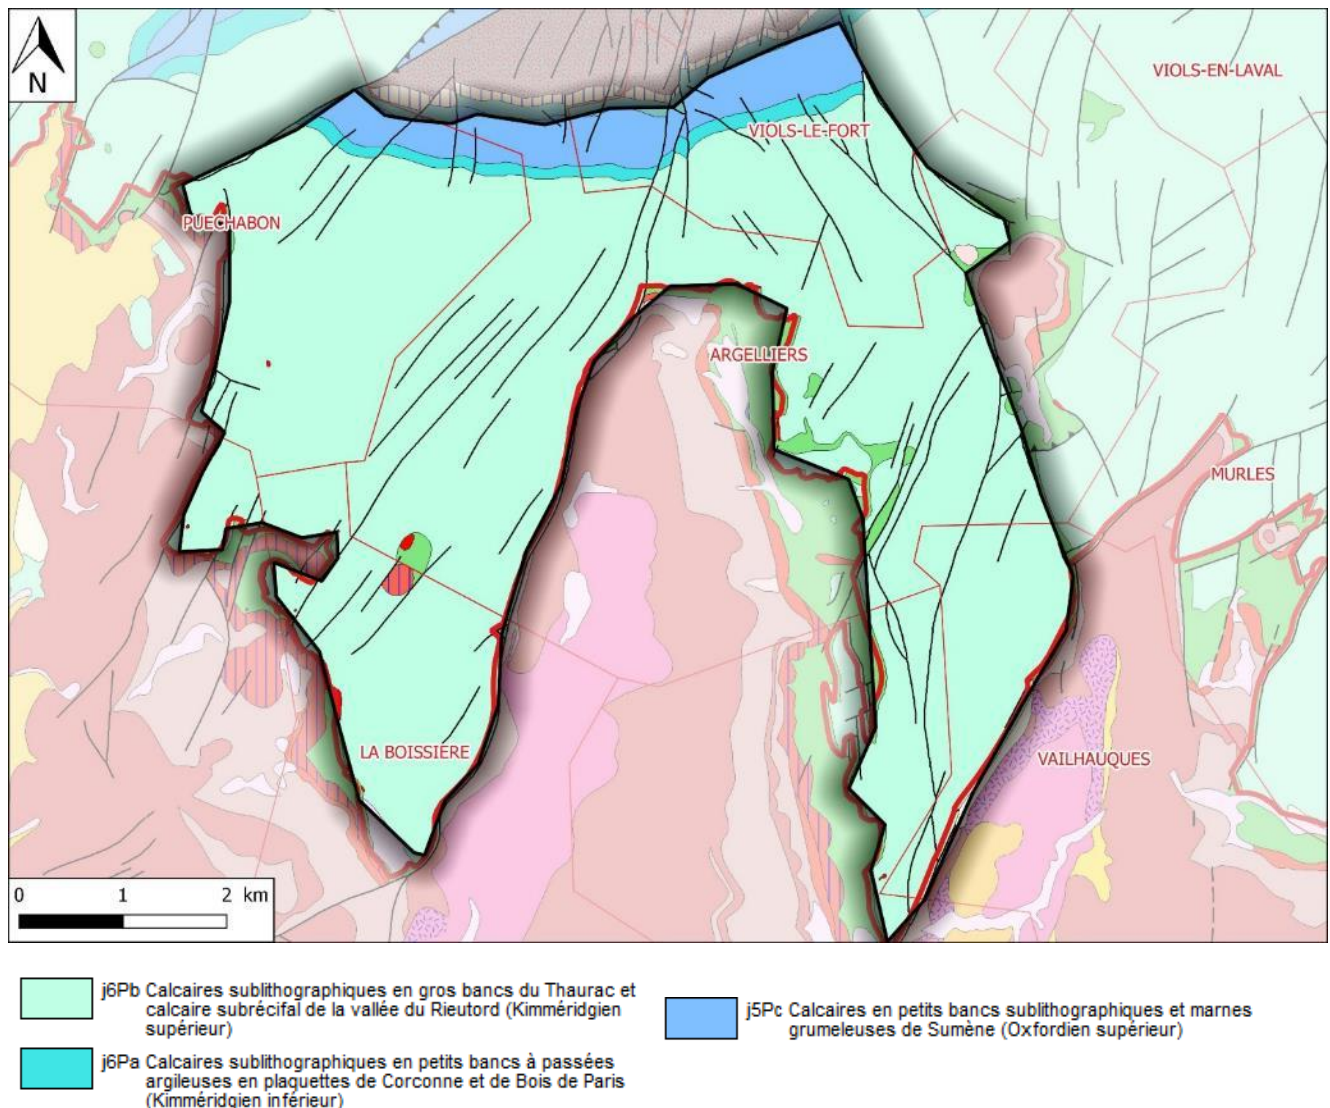 N
VIOLS-EN-LAVAL
VIOLS-LE-FORT
PUECHABON
ARGELLIERS
MURLES
LA BOISSIERE
VAILHAUQUES
0 1 2 km
j6Pb Calcaires sublithographiques en gros bancs du Thaurac et
calcaire subrécifal de la vallée du Rieutord (Kimméridgien
supérieur)
j6Pa Calcaires sublithographiques en petits bancs à passées
argileuses en plaquettes de Corconne et de Bois de Paris
(Kimméridgien inférieur)
j5Pc Calcaires en petits bancs sublithographiques et marnes
grumeleuses de Sumène (Oxfordien supérieur)